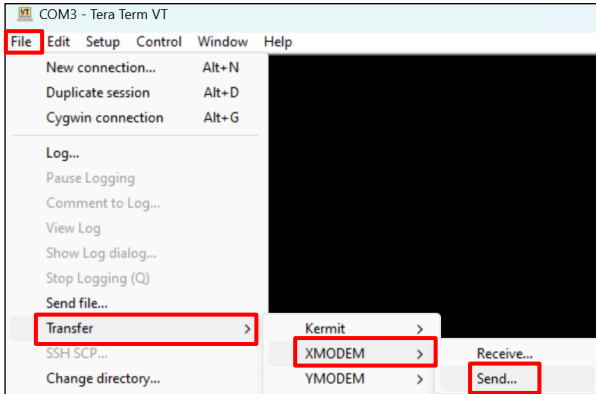 VT COM3 - Tera Term VT
File Edit Setup Control Window Help
New connection... Alt+N
Duplicate session Alt+D
Cygwin connection Alt+G
Log...
Pause Logging
Comment to Log...
View Log
Show Log dialog...
Stop Logging (Q)
Send file...
Transfer >
SSH SCP...
Change directory...
Kermit >
XMODEM >
YMODEM >
Receive...
Send...